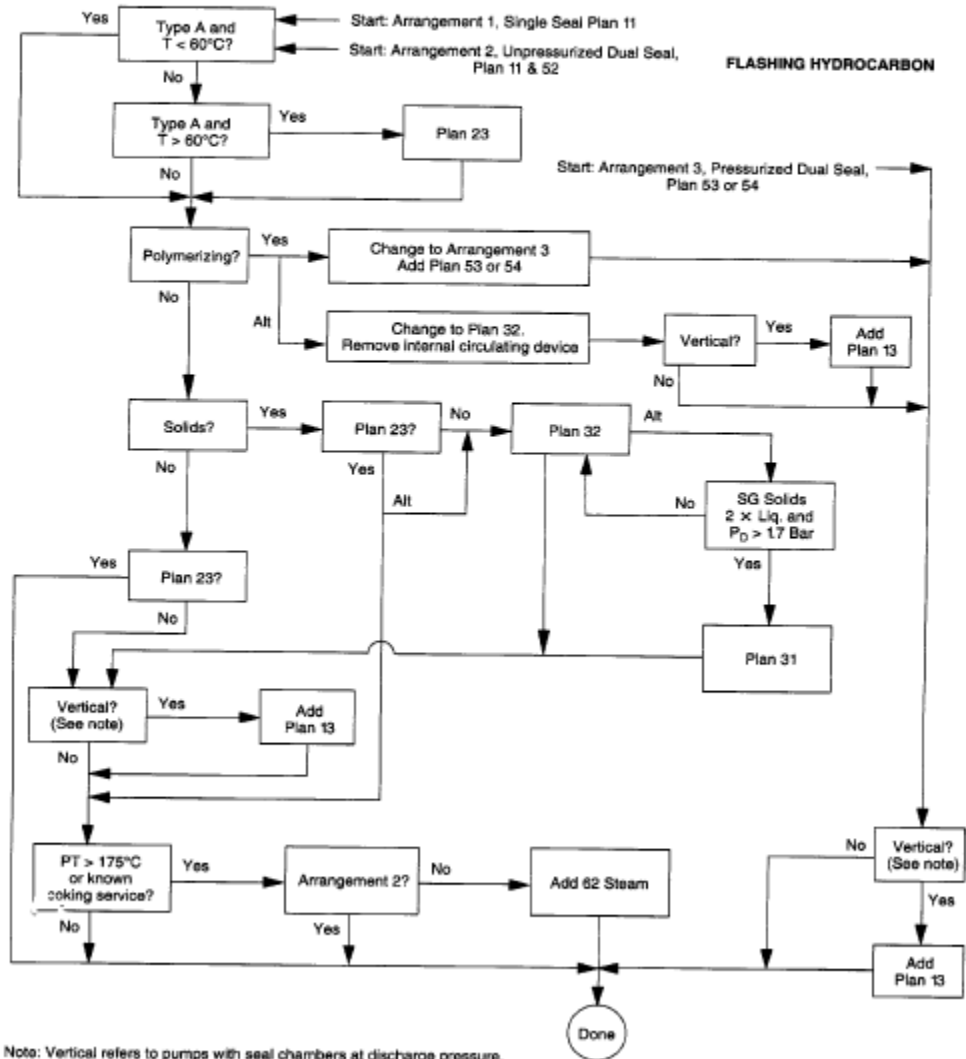 Yes
Type A and
T < 60°C?
Start: Arrangement 1, Single Seal Plan 11
Start: Arrangement 2, Unpressurized Dual Seal,
Plan 11 & 52
FLASHING HYDROCARBON
No
Type A and
T > 60°C?
Yes
Plan 23
No
Start: Arrangement 3, Pressurized Dual Seal,
Plan 53 or 54
Polymerizing?
Yes
Change to Arrangement 3
Add Plan 53 or 54
No
Alt
Change to Plan 32.
Remove internal circulating device
Vertical?
Yes
Add
Plan 13
No
Solids?
Yes
Plan 23?
No
Plan 32
Alt
No
Yes
Alt
No
SG Solids
2 × Liq. and
PD > 1.7 Bar
Yes
Yes
Plan 23?
No
Plan 31
Vertical?
(See note)
Yes
Add
Plan 13
No
PT > 175°C
or known
coking service?
Yes
Arrangement 2?
No
Add 62 Steam
No
Vertical?
(See note)
Yes
No
Yes
Add
Plan 13
Done
Note: Vertical refers to pumps with seal chambers at discharge pressure